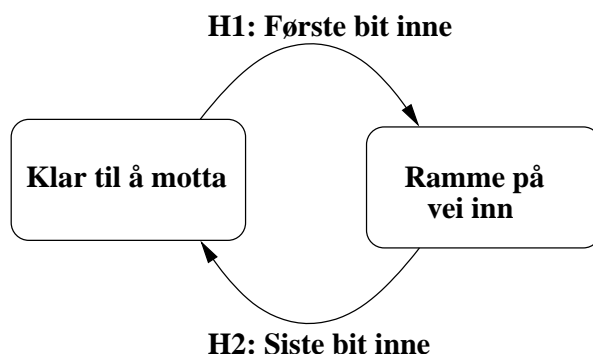 H1: Første bit inne
Klar til å motta
Ramme på
vei inn
H2: Siste bit inne